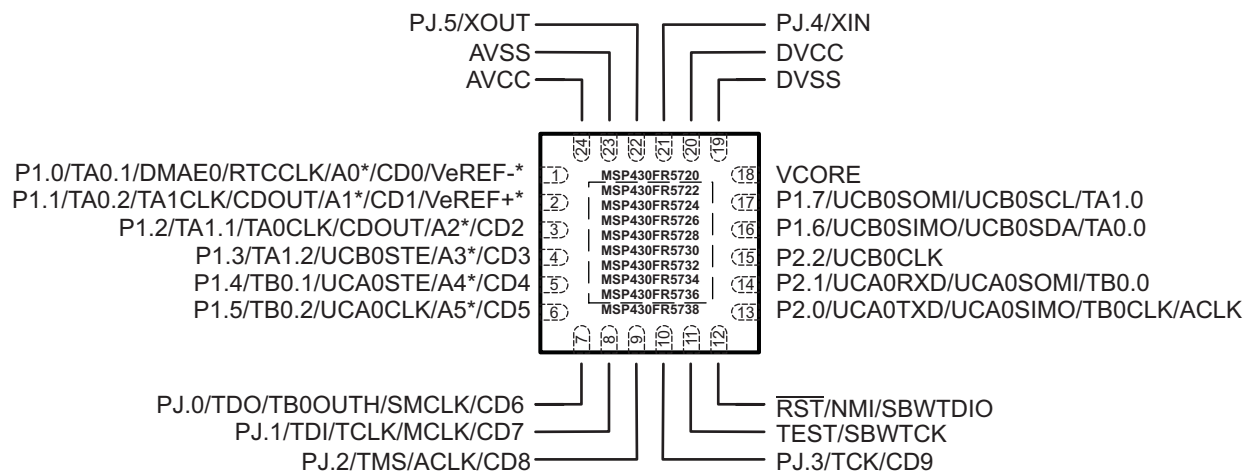 PJ.5/XOUT
PJ.4/XIN
AVSS
DVCC
AVCC
DVSS
24 23 22 21 20 19
P1.0/TA0.1/DMAE0/RTCCLK/A0*/CD0/VeREF-*
1
MSP430FR5720
18
VCORE
P1.1/TA0.2/TA1CLK/CDOUT/A1*/CD1/VeREF+*
2
MSP430FR5722
MSP430FR5724
17
P1.7/UCB0SOMI/UCB0SCL/TA1.0
P1.2/TA1.1/TA0CLK/CDOUT/A2*/CD2
3
MSP430FR5726
16
P1.6/UCB0SIMO/UCB0SDA/TA0.0
P1.3/TA1.2/UCB0STE/A3*/CD3
4
MSP430FR5728
MSP430FR5730
15
P2.2/UCB0CLK
P1.4/TB0.1/UCA0STE/A4*/CD4
5
MSP430FR5732
MSP430FR5734
14
P2.1/UCA0RXD/UCA0SOMI/TB0.0
P1.5/TB0.2/UCA0CLK/A5*/CD5
6
MSP430FR5736
MSP430FR5738
13
P2.0/UCA0TXD/UCA0SIMO/TB0CLK/ACLK
7 8 9 10 11 12
PJ.0/TDO/TB0OUTH/SMCLK/CD6
RST/NMI/SBWTDIO
PJ.1/TDI/TCLK/MCLK/CD7
TEST/SBWTCK
PJ.2/TMS/ACLK/CD8
PJ.3/TCK/CD9